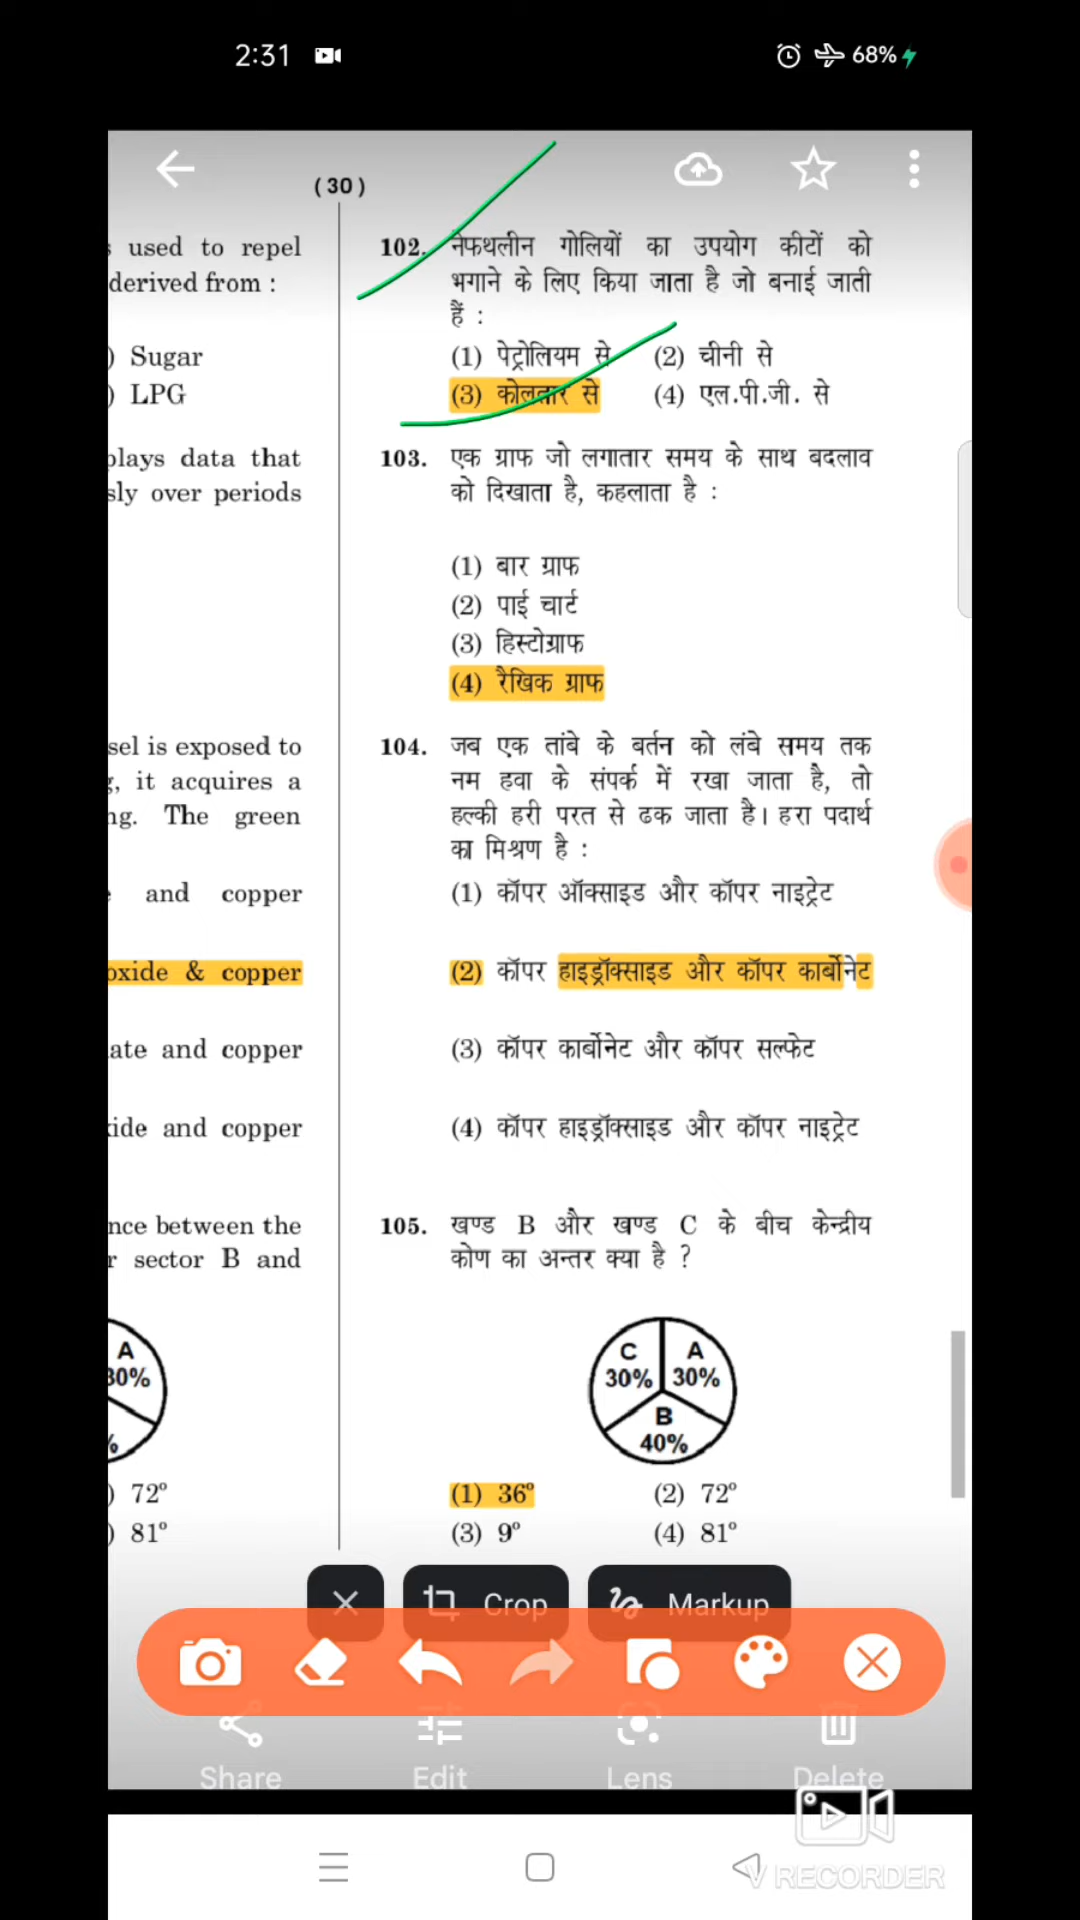 2:31
68%
( 30 )
used to repel
derived from :
) Sugar
) LPG
plays data that
sly over periods
sel is exposed to
, it acquires a
ng. The green
and copper
oxide & copper
ate and copper
ide and copper
nce between the
r sector B and
A
30%
%
) 72°
) 81°
102. नेफथलीन गोलियों का उपयोग कीटों को
भगाने के लिए किया जाता है जो बनाई जाती
हैं :
(1) पेट्रोलियम से (2) चीनी से
(3) कोलतार से (4) एल.पी.जी. से
103. एक ग्राफ जो लगातार समय के साथ बदलाव
को दिखाता है, कहलाता है :
(1) बार ग्राफ
(2) पाई चार्ट
(3) हिस्टोग्राफ
(4) रैखिक ग्राफ
104. जब एक तांबे के बर्तन को लंबे समय तक
नम हवा के संपर्क में रखा जाता है, तो
हल्की हरी परत से ढक जाता है। हरा पदार्थ
का मिश्रण है :
(1) कॉपर ऑक्साइड और कॉपर नाइट्रेट
(2) कॉपर हाइड्रॉक्साइड और कॉपर कार्बोनेट
(3) कॉपर कार्बोनेट और कॉपर सल्फेट
(4) कॉपर हाइड्रॉक्साइड और कॉपर नाइट्रेट
105. खण्ड B और खण्ड C के बीच केन्द्रीय
कोण का अन्तर क्या है ?
C A
30% 30%
B
40%
(1) 36° (2) 72°
(3) 9° (4) 81°
Crop Markup
Share Edit Lens Delete
V RECORDER